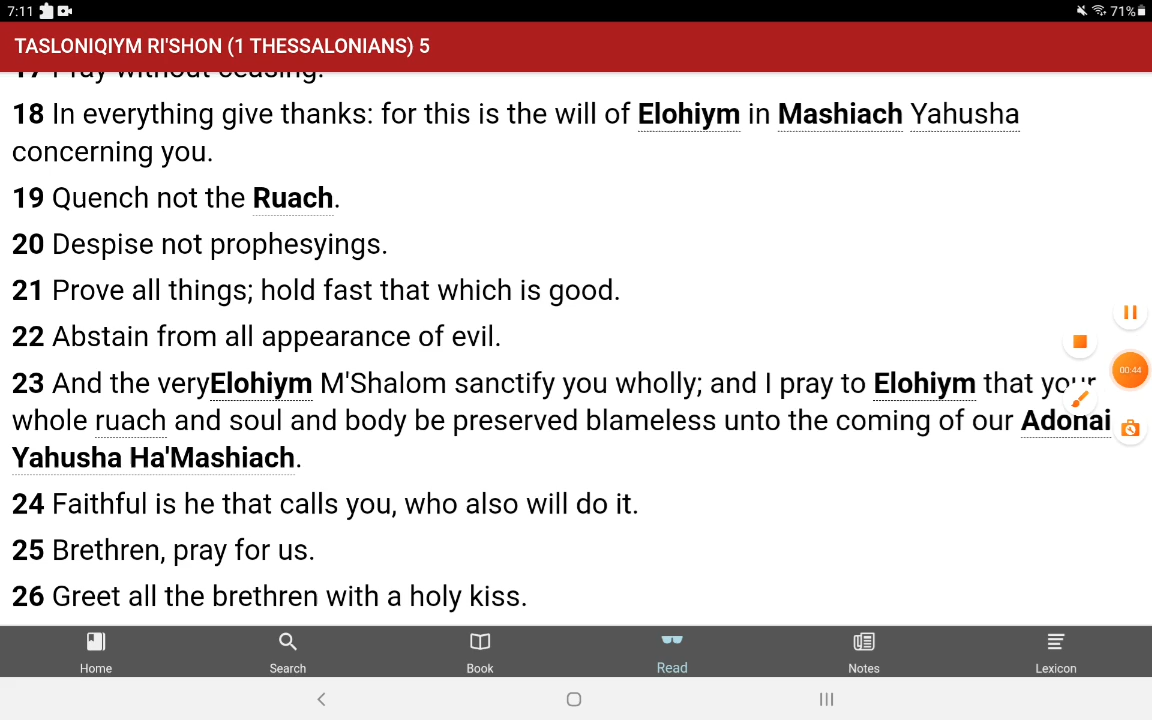 7:11
71%
TASLONIQIYM RI'SHON (1 THESSALONIANS) 5
17 Pray without ceasing.
18 In everything give thanks: for this is the will of Elohiym in Mashiach Yahusha
concerning you.
19 Quench not the Ruach.
20 Despise not prophesyings.
21 Prove all things; hold fast that which is good.
22 Abstain from all appearance of evil.
23 And the veryElohiym M'Shalom sanctify you wholly; and I pray to Elohiym that your
whole ruach and soul and body be preserved blameless unto the coming of our Adonai
Yahusha Ha'Mashiach.
24 Faithful is he that calls you, who also will do it.
25 Brethren, pray for us.
26 Greet all the brethren with a holy kiss.
00:44
Home Search Book Read Notes Lexicon